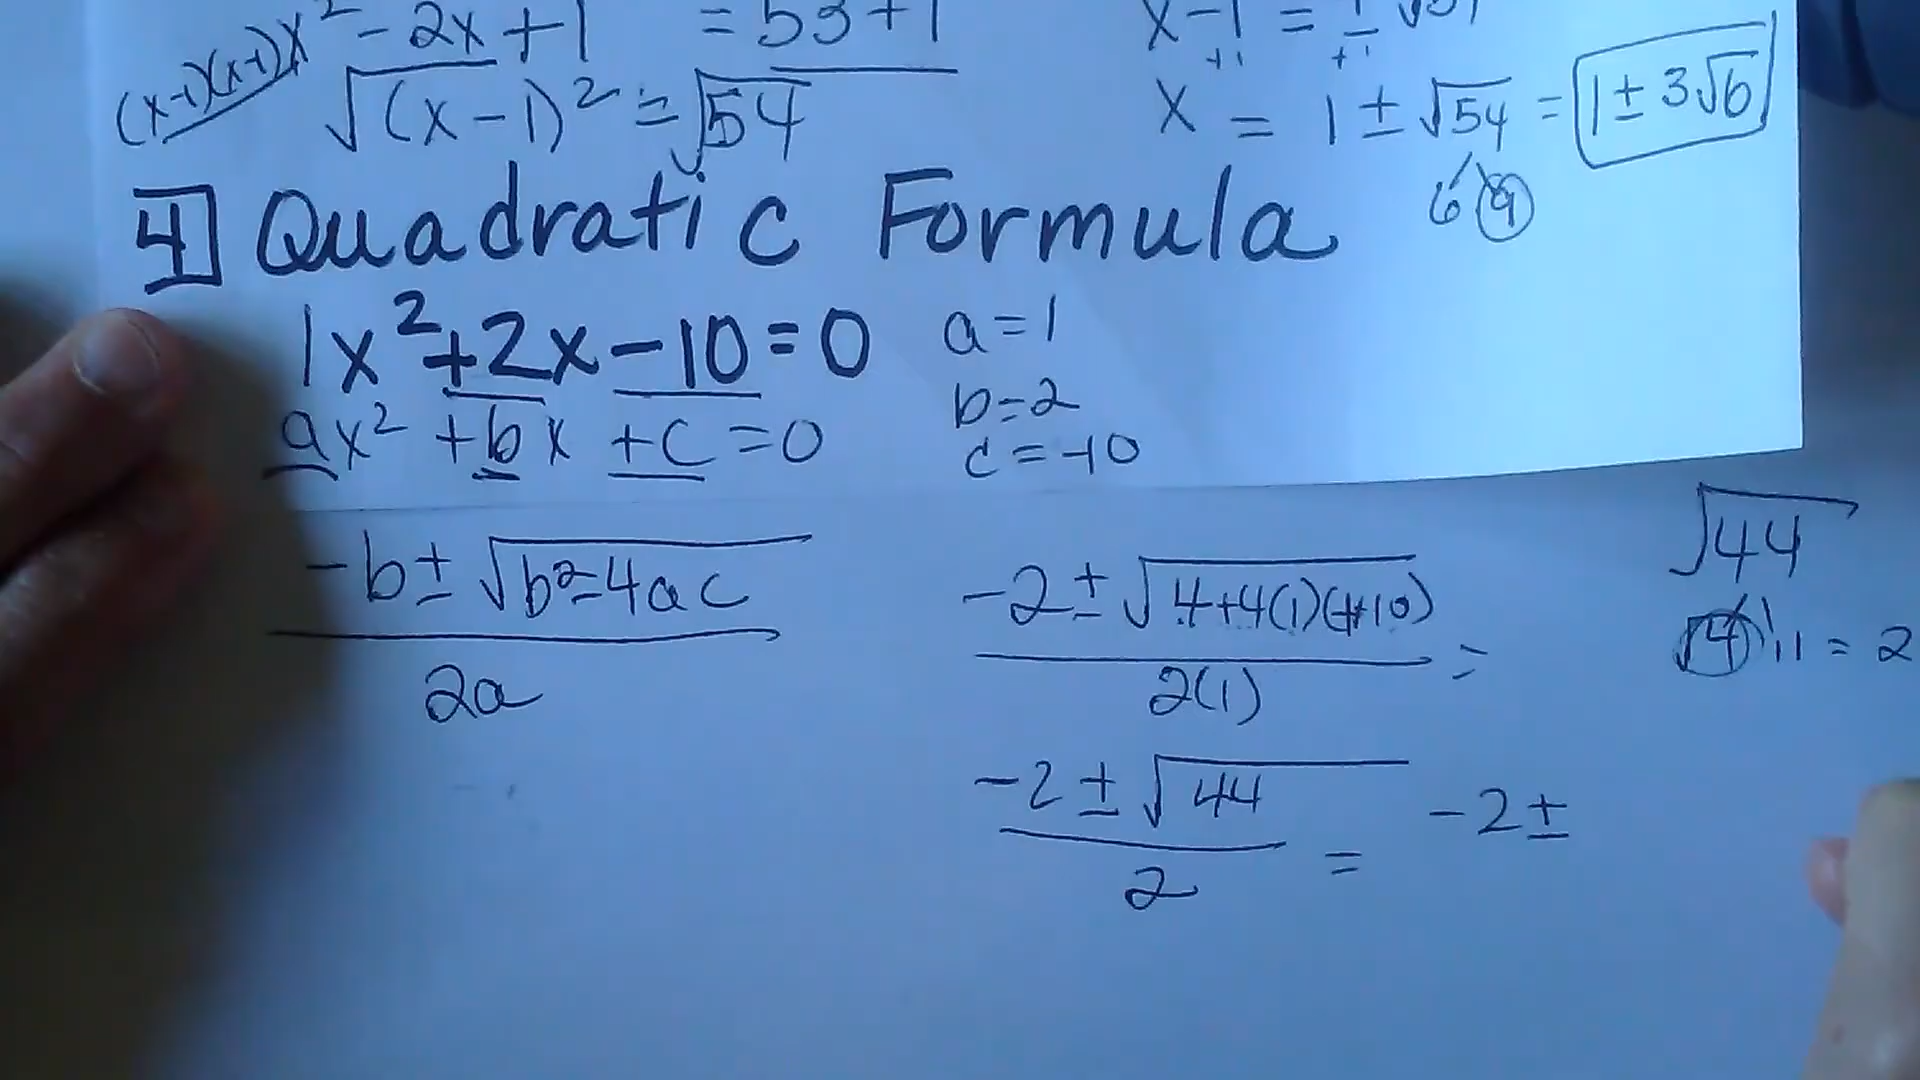 x² - 2x + 1 = 53 + 1
(x-1)(x-1)
√(x-1)² = √54
x - 1 = ±
+1 +1
x = 1 ± √54 = 1 ± 3√6
6 9
4 Quadratic Formula
1x² + 2x - 10 = 0
ax² + bx + c = 0
a = 1
b = 2
c = -10
-b ± √b² - 4ac
2a
-2 ± √4+4(1)(+10) =
2(1)
-2 ± √44 = -2 ±
2
√44
√4 11 = 2